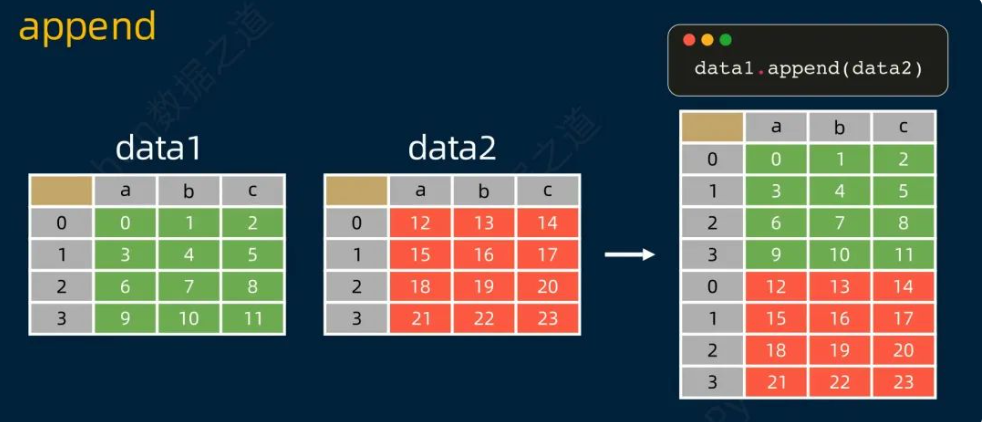 append
data1.append(data2)
data1
a b c
0 0 1 2
1 3 4 5
2 6 7 8
3 9 10 11
data2
a b c
0 12 13 14
1 15 16 17
2 18 19 20
3 21 22 23
a b c
0 0 1 2
1 3 4 5
2 6 7 8
3 9 10 11
0 12 13 14
1 15 16 17
2 18 19 20
3 21 22 23
数据之道
据之道